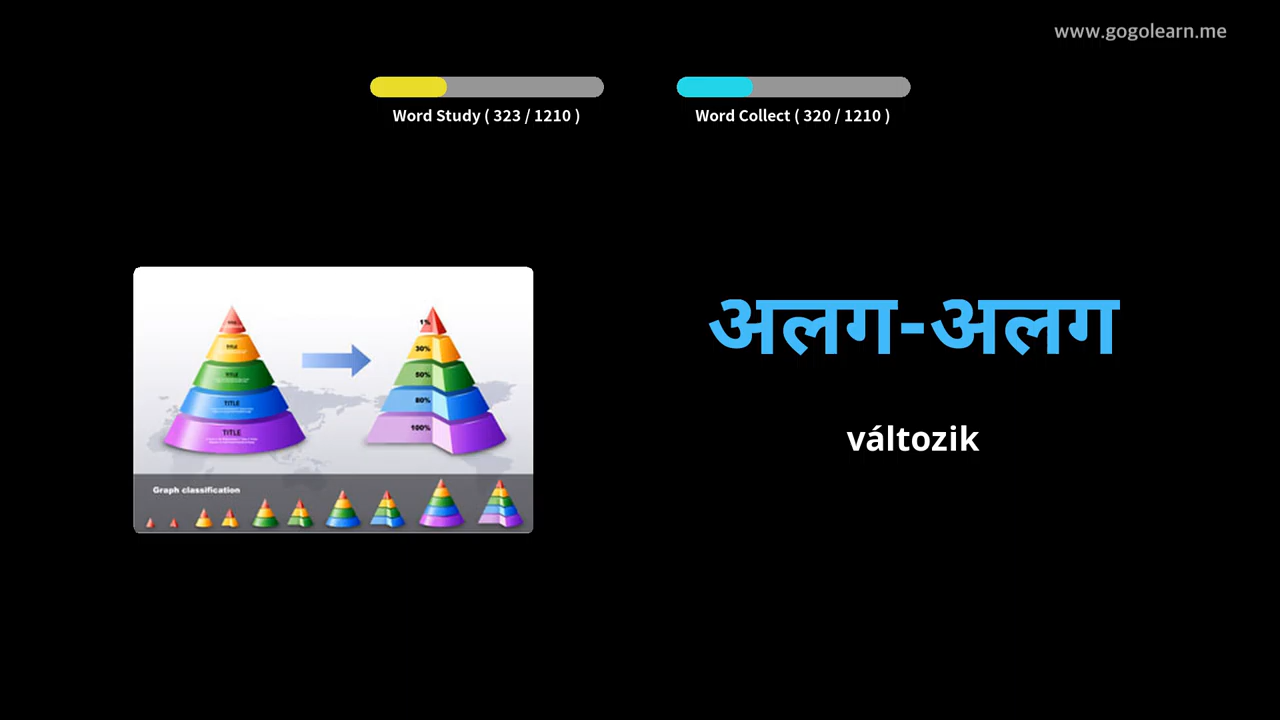 www.gogolearn.me
Word Study ( 323 / 1210 )
Word Collect ( 320 / 1210 )
अलग-अलग
változik
TITLE
TITLE
TITLE
TITLE
1%
30%
50%
80%
100%
Graph classification